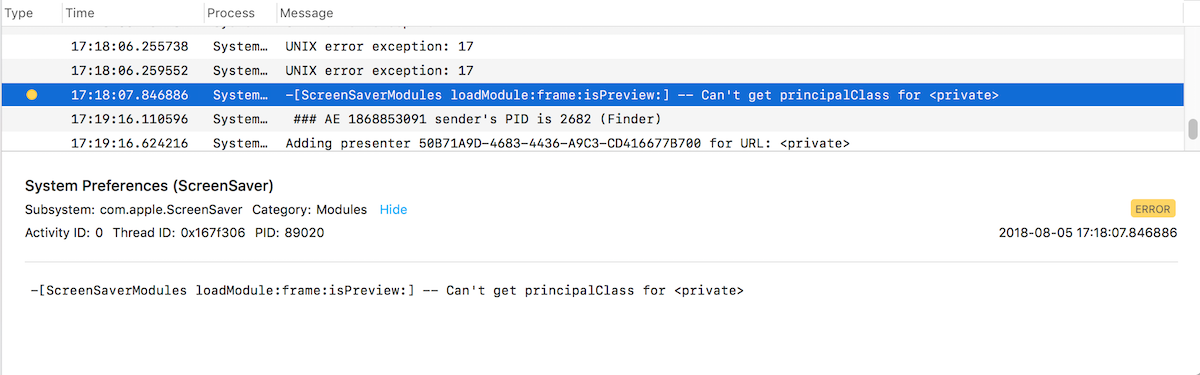 Type Time Process Message
17:18:06.255738 System… UNIX error exception: 17
17:18:06.259552 System… UNIX error exception: 17
17:18:07.846886 System… -[ScreenSaverModules loadModule:frame:isPreview:] -- Can't get principalClass for <private>
17:19:16.110596 System… ### AE 1868853091 sender's PID is 2682 (Finder)
17:19:16.624216 System… Adding presenter 50B71A9D-4683-4436-A9C3-CD416677B700 for URL: <private>
System Preferences (ScreenSaver)
Subsystem: com.apple.ScreenSaver Category: Modules Hide ERROR
Activity ID: 0 Thread ID: 0x167f306 PID: 89020 2018-08-05 17:18:07.846886
-[ScreenSaverModules loadModule:frame:isPreview:] -- Can't get principalClass for <private>